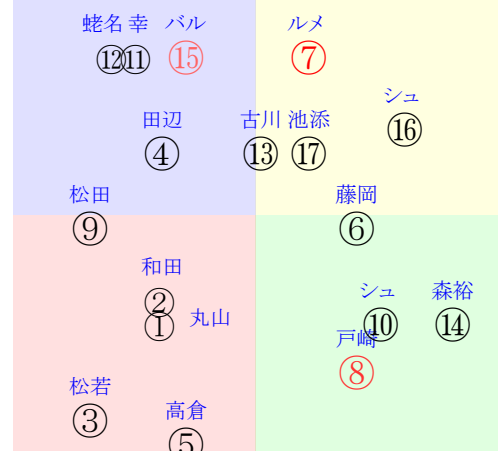 蛯名 幸 バル ルメ
⑫⑪ ⑮ ⑦
シュ
⑯
田辺 古川 池添
④ ⑬ ⑰
松田 藤岡
⑨ ⑥
和田
② シュ 森裕
① 丸山 ⑩ ⑭
戸崎
⑧
松若
③ 高倉
⑤